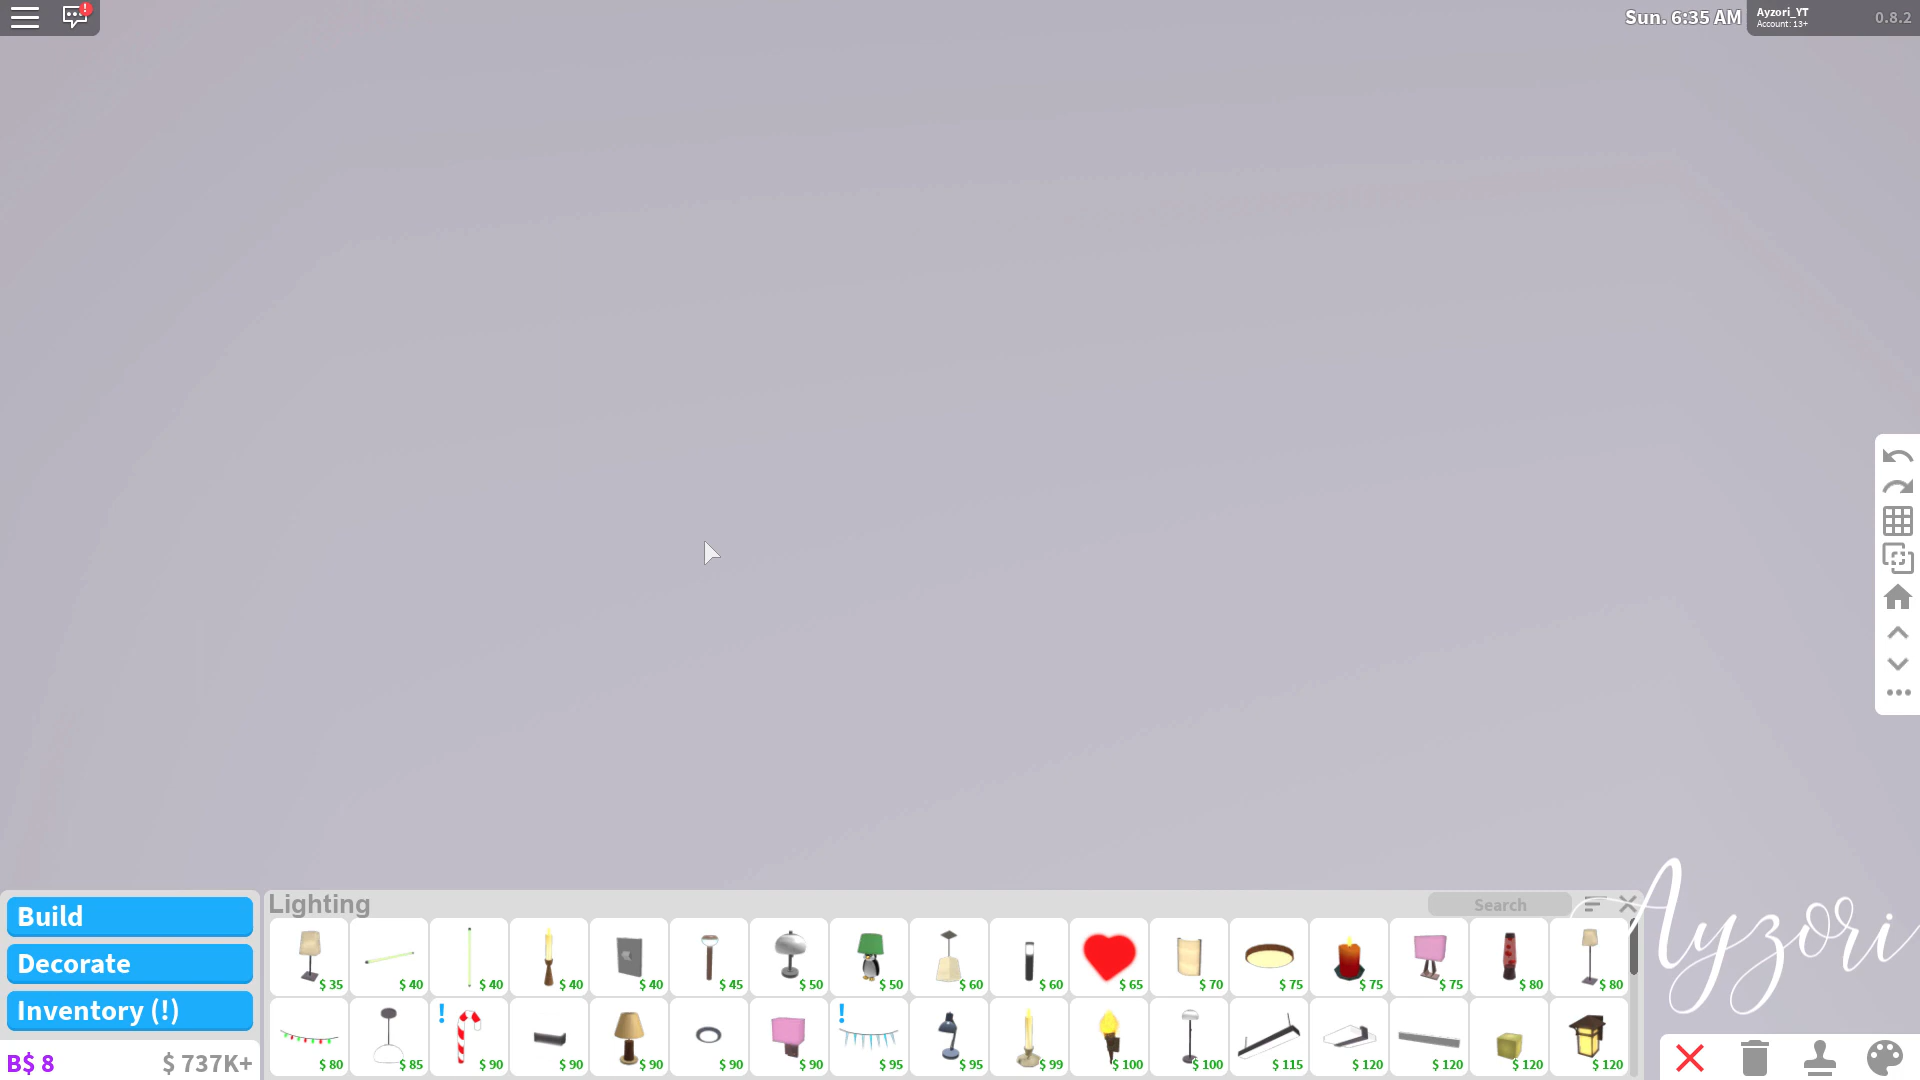 !
Sun. 6:35 AM
Ayzori_YT
Account: 13+
0.8.2
Build
Decorate
Inventory (!)
B$ 8
$ 737K+
Lighting
Search
$ 35 $ 40 $ 40 $ 40 $ 40 $ 45 $ 50 $ 50 $ 60 $ 60 $ 65 $ 70 $ 75 $ 75 $ 75 $ 80 $ 80
! !
$ 80 $ 85 $ 90 $ 90 $ 90 $ 90 $ 90 $ 95 $ 95 $ 99 $ 100 $ 100 $ 115 $ 120 $ 120 $ 120 $ 120
Ayzori